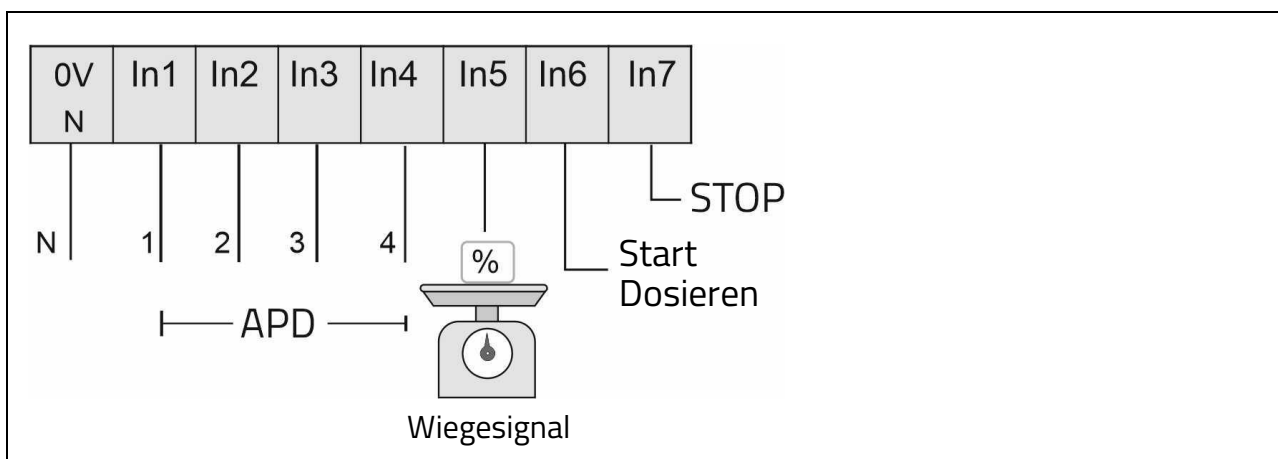 0V In1 In2 In3 In4 In5 In6 In7
N
STOP
N 1 2 3 4 % Start
Dosieren
APD
Wiegesignal